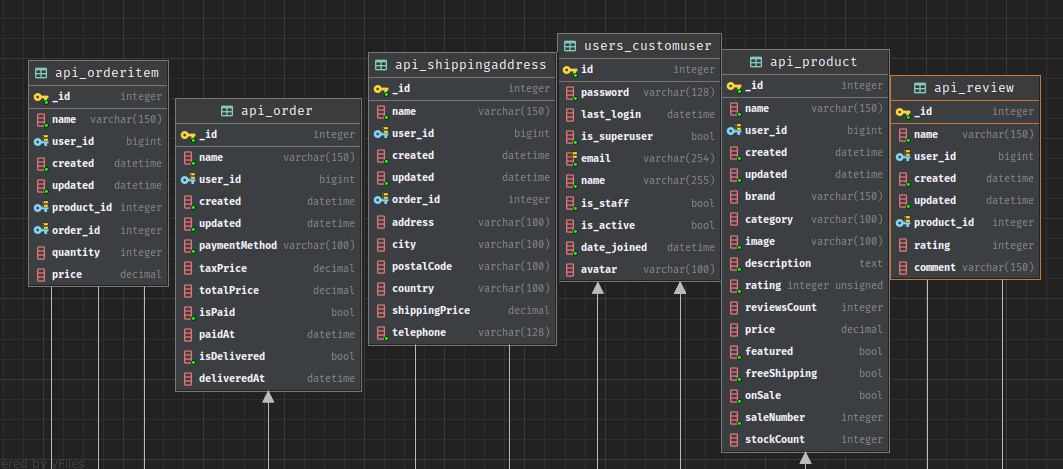 api_orderitem
_id integer
name varchar(150)
user_id bigint
created datetime
updated datetime
product_id integer
order_id integer
quantity integer
price decimal
api_order
_id integer
name varchar(150)
user_id bigint
created datetime
updated datetime
paymentMethod varchar(100)
taxPrice decimal
totalPrice decimal
isPaid bool
paidAt datetime
isDelivered bool
deliveredAt datetime
api_shippingaddress
_id integer
name varchar(150)
user_id bigint
created datetime
updated datetime
order_id integer
address varchar(100)
city varchar(100)
postalCode varchar(100)
country varchar(100)
shippingPrice decimal
telephone varchar(128)
users_customuser
id integer
password varchar(128)
last_login datetime
is_superuser bool
email varchar(254)
name varchar(255)
is_staff bool
is_active bool
date_joined datetime
avatar varchar(100)
api_product
_id integer
name varchar(150)
user_id bigint
created datetime
updated datetime
brand varchar(150)
category varchar(100)
image varchar(100)
description text
rating integer unsigned
reviewsCount integer
price decimal
featured bool
freeShipping bool
onSale bool
saleNumber integer
stockCount integer
api_review
_id integer
name varchar(150)
user_id bigint
created datetime
updated datetime
product_id integer
rating integer
comment varchar(150)
ered by yFiles